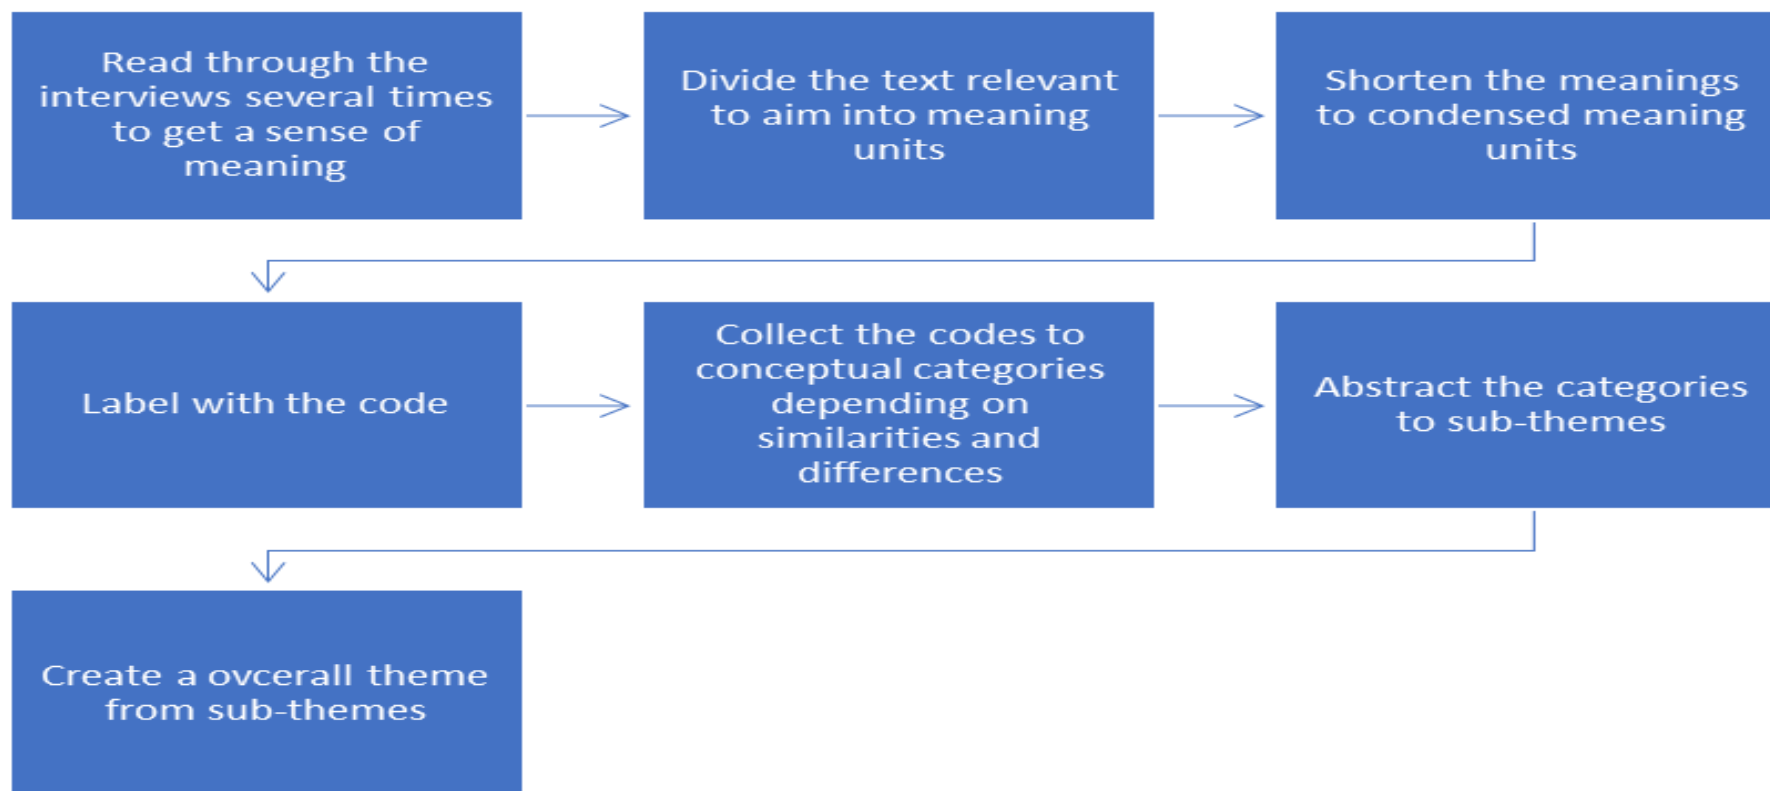 Read through the
interviews several times
to get a sense of
meaning
Divide the text relevant
to aim into meaning
units
Shorten the meanings
to condensed meaning
units
Label with the code
Collect the codes to
conceptual categories
depending on
similarities and
differences
Abstract the categories
to sub-themes
Create a ovcerall theme
from sub-themes